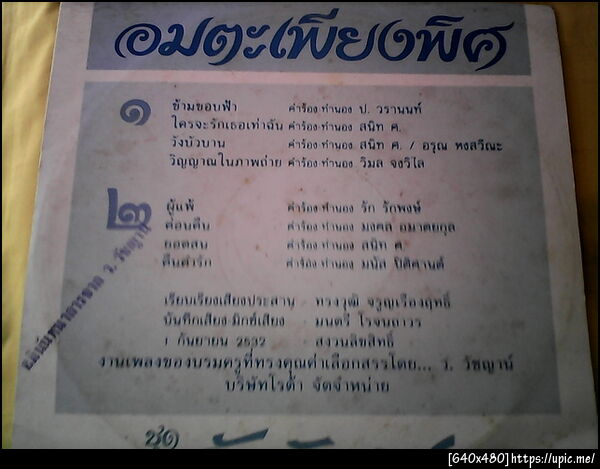 อมตะเพียงพิศ
๑
ข้ามขอบฟ้า คำร้อง ทำนอง ป. วรานนท์
ใครจะรักเธอเท่าฉัน คำร้อง ทำนอง สนิท ศ.
วังบัวบาน คำร้อง ทำนอง สนิท ศ. / อรุณ หงสวีณะ
วิญญาณในภาพถ่าย คำร้อง ทำนอง วิมล จงวิไล
๒
ผู้แพ้ คำร้อง ทำนอง รัก รักพงษ์
ค่อนคืน คำร้อง ทำนอง มงคล อมาตยกุล
ยอดสน คำร้อง ทำนอง สนิท ศ.
คืนคำรัก คำร้อง ทำนอง มนัส ปิติศานต์
เรียบเรียงเสียงประสาน ทรงวุฒิ จรูญเรืองฤทธิ์
บันทึกเสียง มิกซ์เสียง มนตรี โรจนถาวร
1 กันยายน 2532 สงวนลิขสิทธิ์
งานเพลงของบรมครูที่ทรงคุณค่าเลือกสรรโดย... ว. วัชญาน์
บริษัทโรต้า จัดจำหน่าย
ว. วัชญาน์
ชุด
[640x480]https://upic.me/